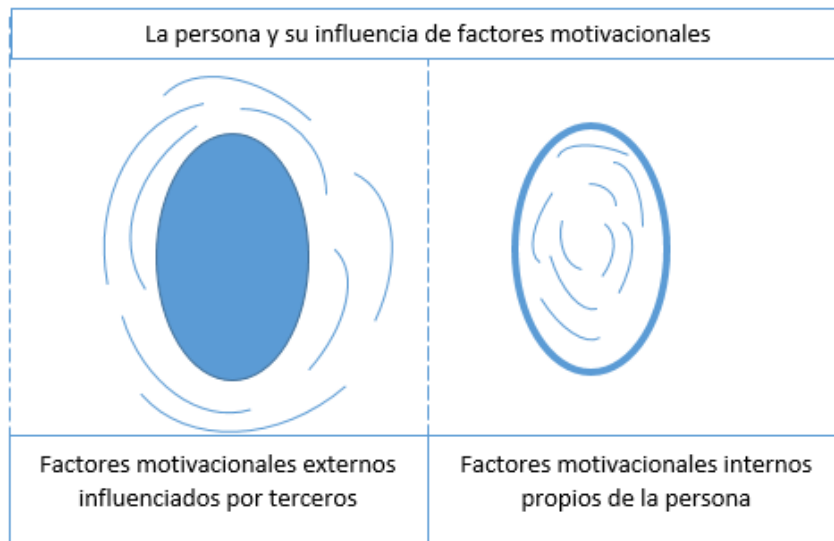 La persona y su influencia de factores motivacionales
Factores motivacionales externos
influenciados por terceros
Factores motivacionales internos
propios de la persona